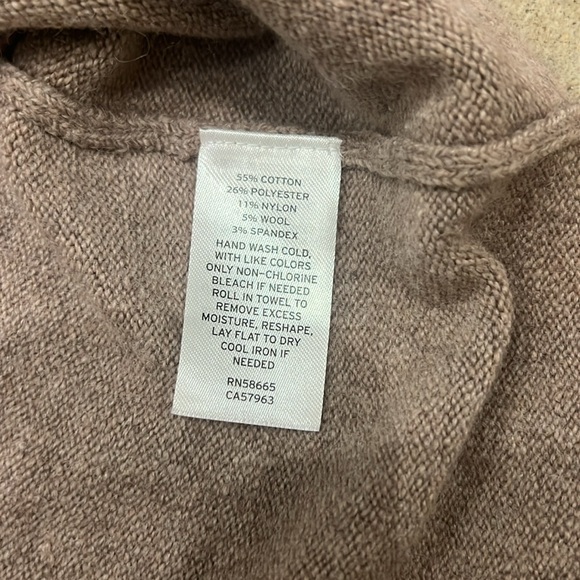 55% COTTON
26% POLYESTER
11% NYLON
5% WOOL
3% SPANDEX
HAND WASH COLD,
WITH LIKE COLORS
ONLY NON-CHLORINE
BLEACH IF NEEDED
ROLL IN TOWEL TO
REMOVE EXCESS
MOISTURE, RESHAPE,
LAY FLAT TO DRY
COOL IRON IF
NEEDED
RN58665
CA57963